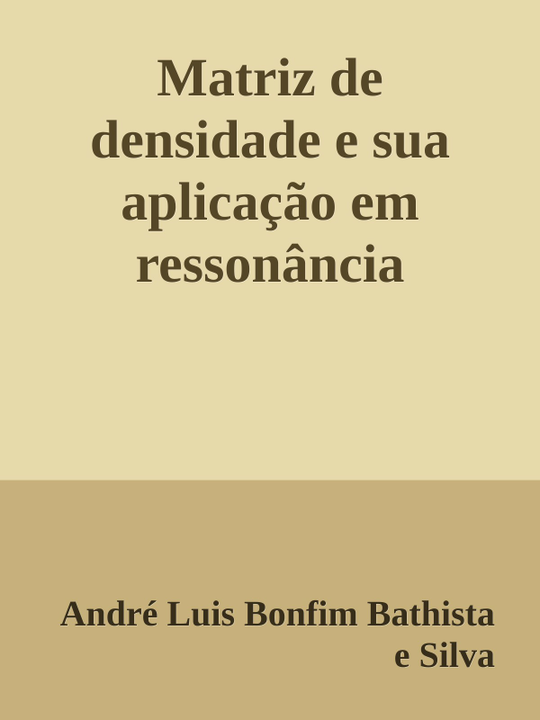 Matriz de
densidade e sua
aplicação em
ressonância
André Luis Bonfim Bathista
e Silva